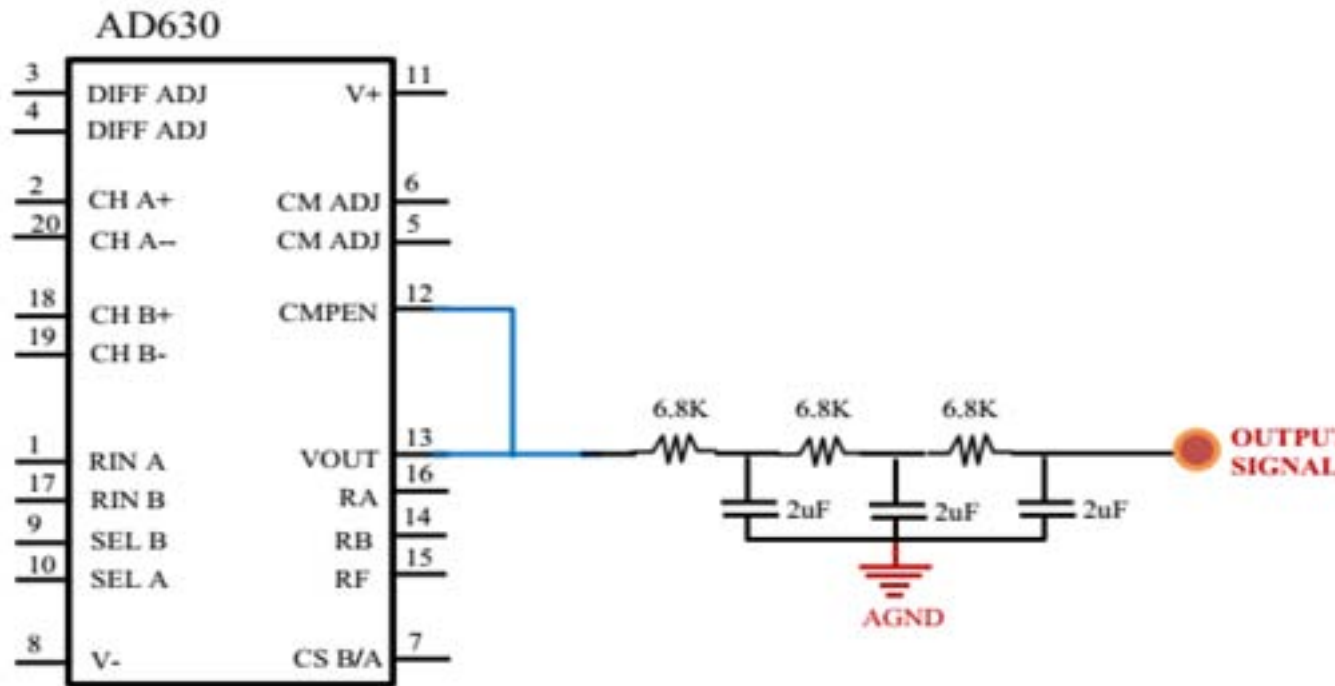 AD630
3
DIFF ADJ
4
DIFF ADJ
2
CH A+
20
CH A--
18
CH B+
19
CH B-
1
RIN A
17
RIN B
9
SEL B
10
SEL A
8
V-
11
V+
6
CM ADJ
5
CM ADJ
12
CMPEN
13
VOUT
16
RA
14
RB
15
RF
7
CS B/A
6.8K
6.8K
6.8K
2uF
2uF
2uF
AGND
OUTPUT
SIGNAL